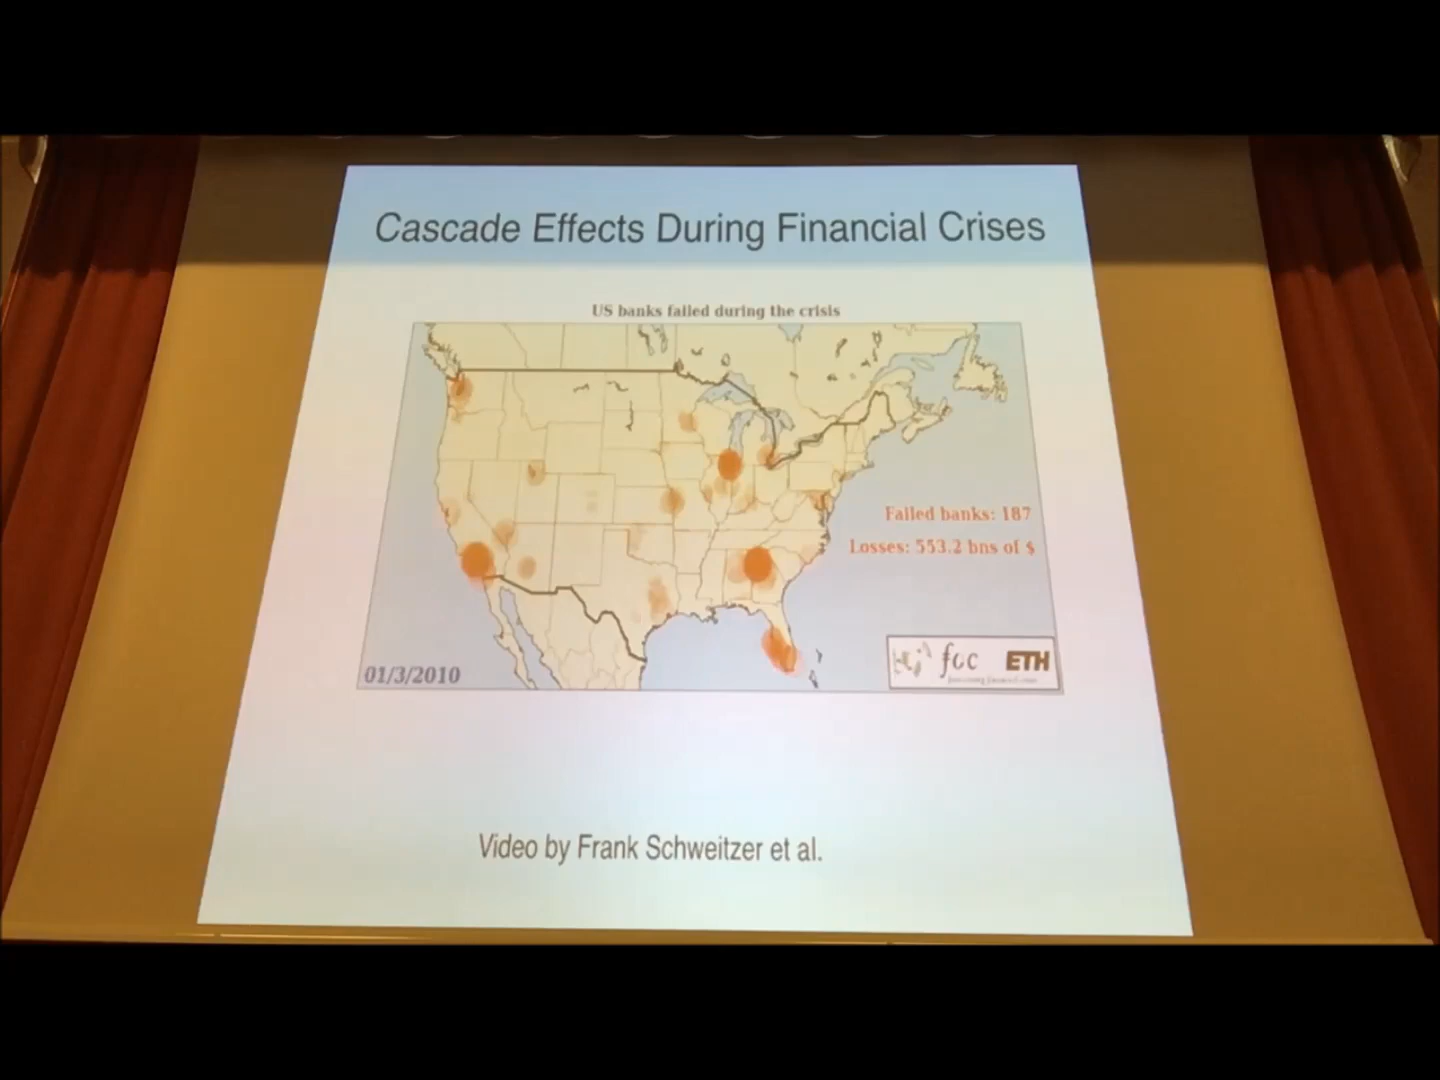 Cascade Effects During Financial Crises
US banks failed during the crisis
Failed banks: 187
Losses: 553.2 bns of $
01/3/2010
foc
ETH
Video by Frank Schweitzer et al.